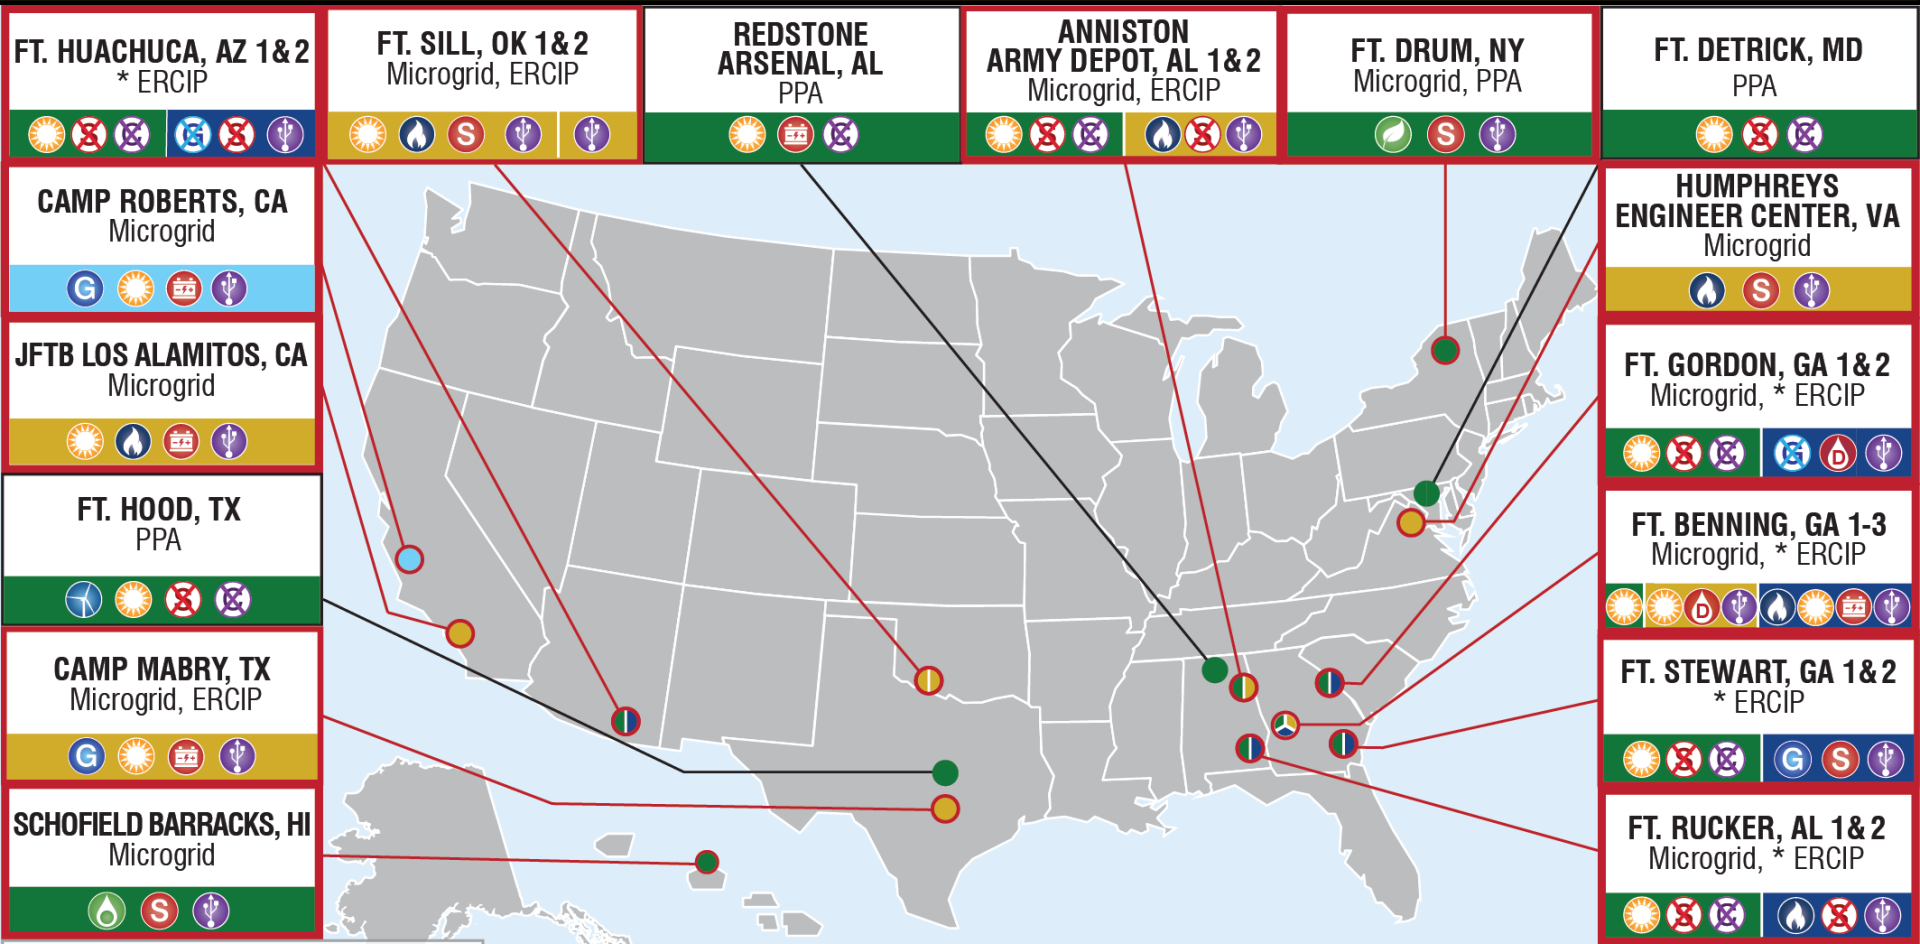 FT. HUACHUCA, AZ 1&2
* ERCIP
S C G S
FT. SILL, OK 1&2
Microgrid, ERCIP
S
REDSTONE
ARSENAL, AL
PPA
C
ANNISTON
ARMY DEPOT, AL 1&2
Microgrid, ERCIP
S C S
FT. DRUM, NY
Microgrid, PPA
S
FT. DETRICK, MD
PPA
S C
CAMP ROBERTS, CA
Microgrid
G
JFTB LOS ALAMITOS, CA
Microgrid
FT. HOOD, TX
PPA
S C
CAMP MABRY, TX
Microgrid, ERCIP
G
SCHOFIELD BARRACKS, HI
Microgrid
S
HUMPHREYS
ENGINEER CENTER, VA
Microgrid
S
FT. GORDON, GA 1&2
Microgrid, * ERCIP
S C G D
FT. BENNING, GA 1-3
Microgrid, * ERCIP
D
FT. STEWART, GA 1&2
* ERCIP
S C G S
FT. RUCKER, AL 1&2
Microgrid, * ERCIP
S C S